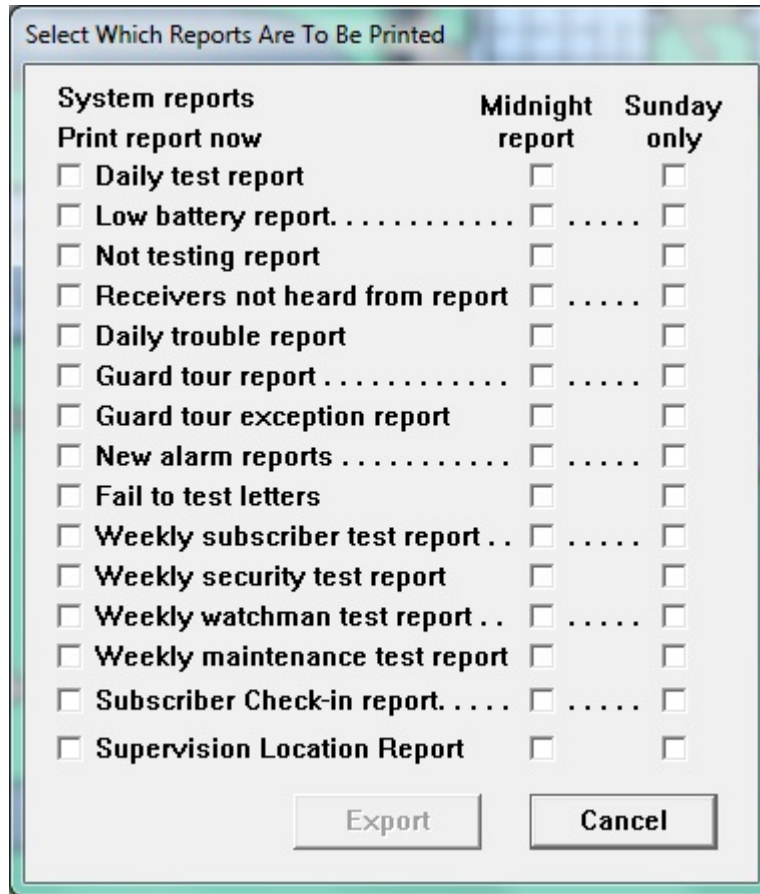 Select Which Reports Are To Be Printed
System reports
Midnight Sunday
Print report now report only
Daily test report
Low battery report. . . . . . . . . . . . . . . . .
Not testing report
Receivers not heard from report . . . . .
Daily trouble report
Guard tour report . . . . . . . . . . . . . . . . .
Guard tour exception report
New alarm reports . . . . . . . . . . . . . . . .
Fail to test letters
Weekly subscriber test report . . . . . . .
Weekly security test report
Weekly watchman test report . . . . . . .
Weekly maintenance test report
Subscriber Check-in report. . . . . . . . . .
Supervision Location Report
Export Cancel